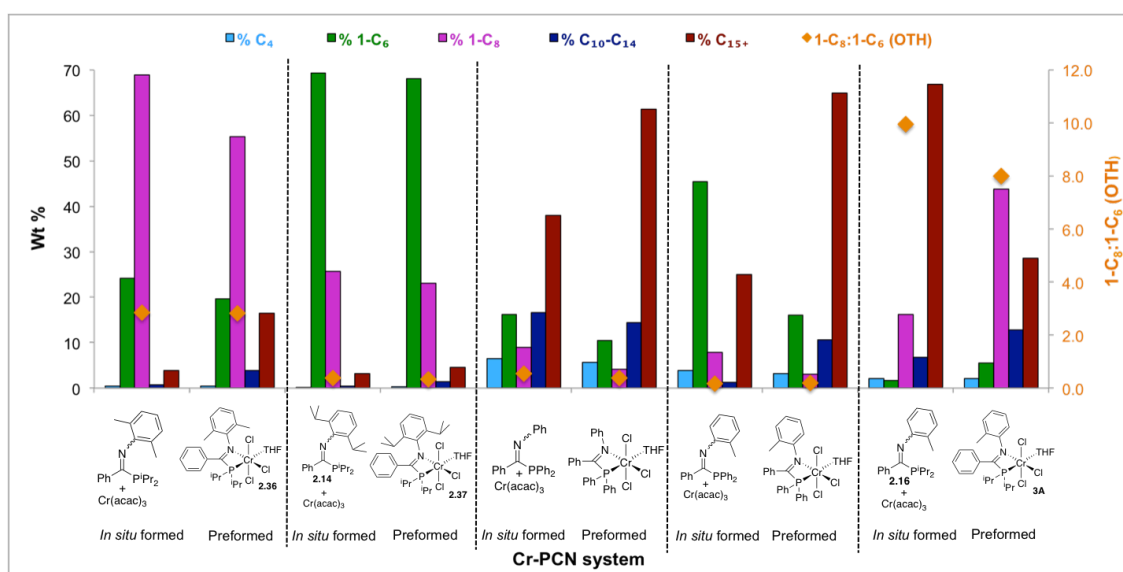 % C₄ % 1-C₆ % 1-C₈ % C₁₀-C₁₄ % C₁₅₊ 1-C₈:1-C₆ (OTH)
70
60
50
40
30
20
10
0
Wt %
12.0
10.0
8.0
6.0
4.0
2.0
0.0
1-C₈:1-C₆ (OTH)
N
Ph PⁱPr2
+
Cr(acac)₃
N Cl
Cr THF
P Cl
ⁱPr ⁱPr Cl
2.36
N
Ph PⁱPr₂
2.14
+
Cr(acac)₃
N Cl
Cr THF
P Cl
ⁱPr ⁱPr Cl
2.37
Ph
N
Ph PPh₂
+
Cr(acac)₃
Ph
N Cl
Cr THF
Ph P Cl
Ph Ph Cl
N
Ph PPh₂
+
Cr(acac)₃
N Cl
Cr THF
Ph P Cl
Ph Ph Cl
N
Ph PⁱPr₂
2.16
+
Cr(acac)₃
N Cl
Cr THF
P Cl
ⁱPr ⁱPr Cl
3A
In situ formed Preformed In situ formed Preformed In situ formed Preformed In situ formed Preformed In situ formed Preformed
Cr-PCN system